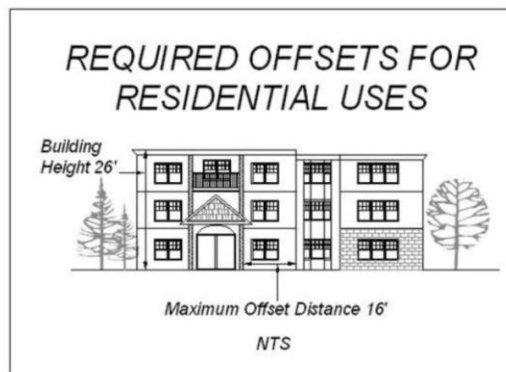 REQUIRED OFFSETS FOR
RESIDENTIAL USES
Building
Height 26'
Maximum Offset Distance 16'
NTS